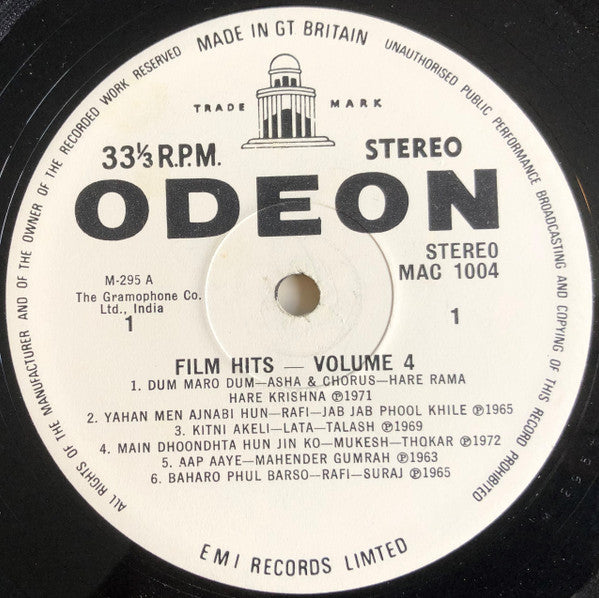 MADE IN GT BRITAIN
ALL RIGHTS OF THE MANUFACTURER AND OF THE OWNER OF THE RECORDED WORK RESERVED
UNAUTHORISED PUBLIC PERFORMANCE BROADCASTING AND COPYING OF THIS RECORD PROHIBITED
TRADE MARK
33⅓ R.P.M. STEREO
ODEON
STEREO
MAC 1004
M-295 A
The Gramophone Co.
Ltd., India
1 1
FILM HITS — VOLUME 4
1. DUM MARO DUM—ASHA & CHORUS—HARE RAMA
HARE KRISHNA ℗1971
2. YAHAN MEN AJNABI HUN—RAFI—JAB JAB PHOOL KHILE ℗1965
3. KITNI AKELI—LATA—TALASH ℗1969
4. MAIN DHOONDHTA HUN JIN KO—MUKESH—THOKAR ℗1972
5. AAP AAYE—MAHENDER GUMRAH ℗1963
6. BAHARO PHUL BARSO—RAFI—SURAJ ℗1965
EMI RECORDS LIMTED